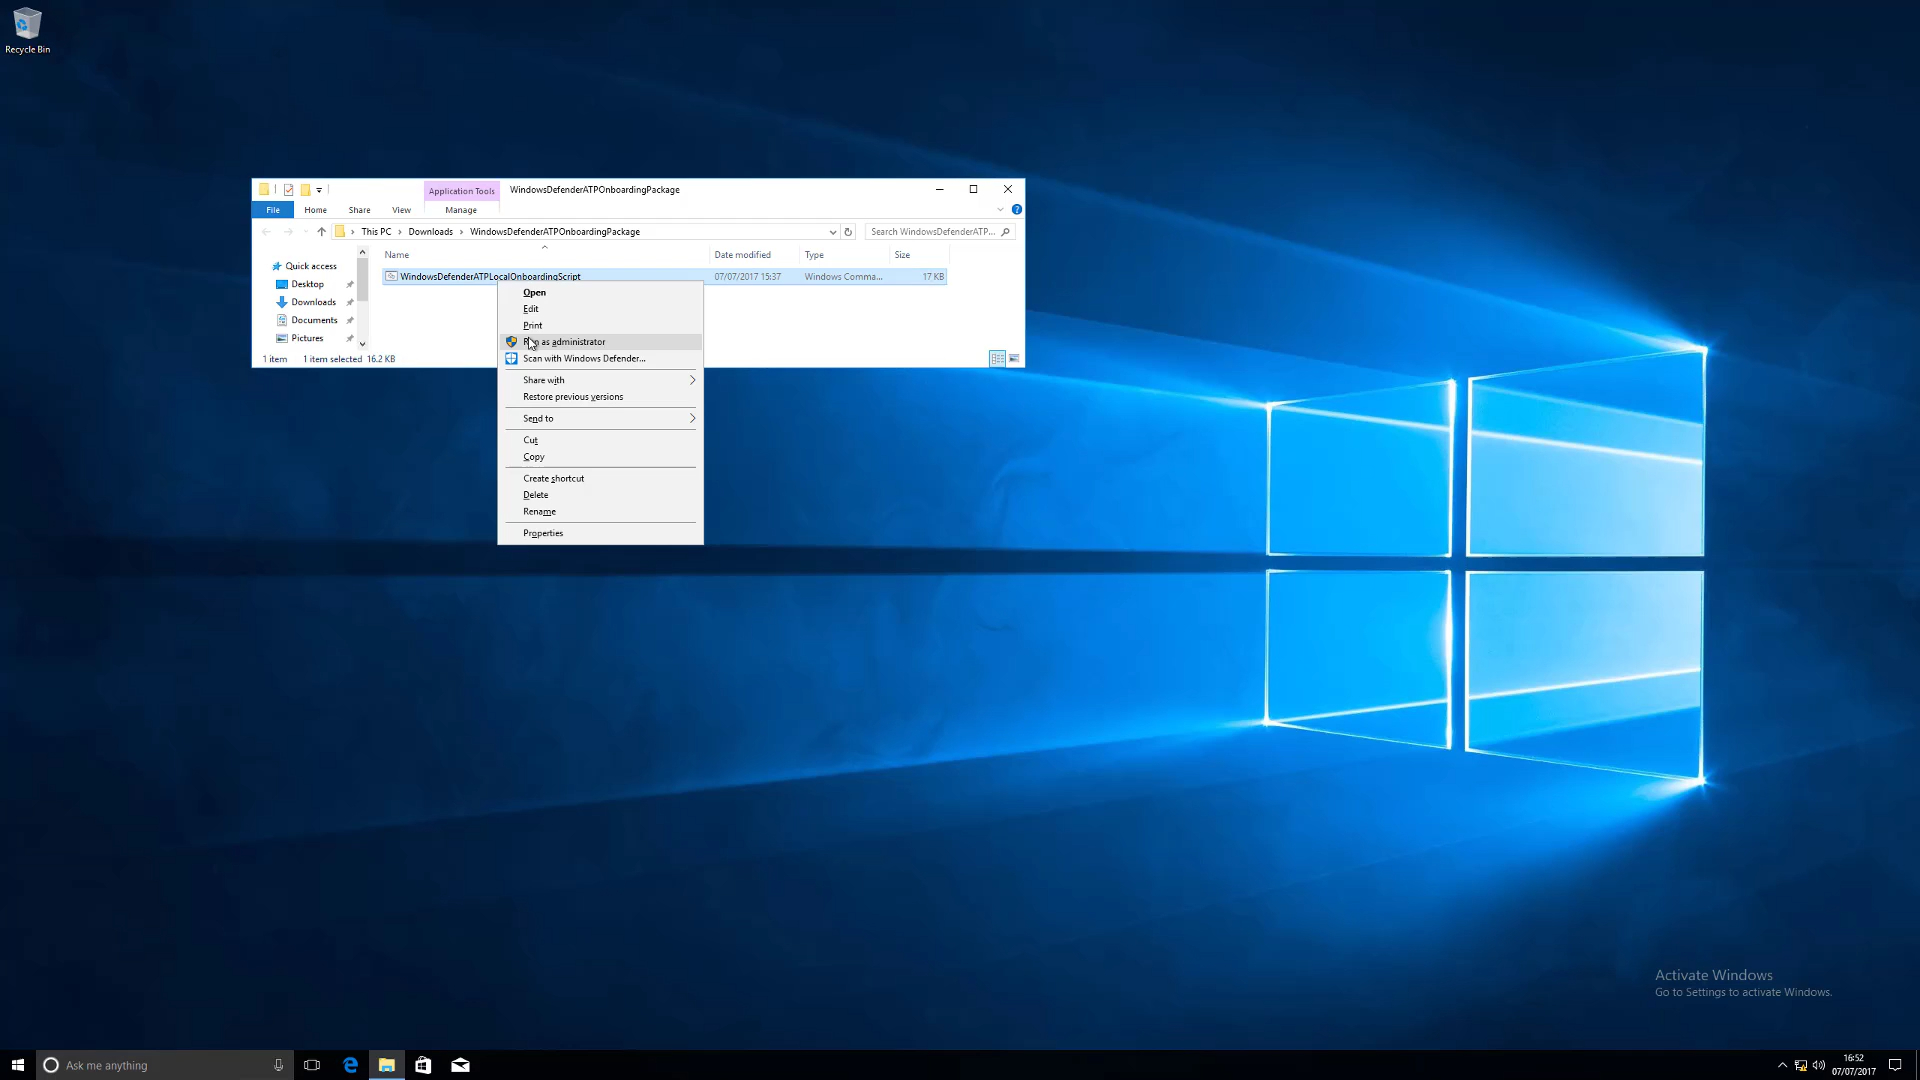 Recycle Bin
Application Tools
WindowsDefenderATPOnboardingPackage
File
Home
Share
View
Manage
This PC
Downloads
WindowsDefenderATPOnboardingPackage
Search WindowsDefenderATP...
Name
Date modified
Type
Size
Quick access
Desktop
Downloads
Documents
Pictures
WindowsDefenderATPLocalOnboardingScript
07/07/2017 15:37
Windows Comma...
17 KB
1 item
1 item selected 16.2 KB
Open
Edit
Print
Run as administrator
Scan with Windows Defender...
Share with
Restore previous versions
Send to
Cut
Copy
Create shortcut
Delete
Rename
Properties
Activate Windows
Go to Settings to activate Windows.
Ask me anything
16:52
07/07/2017